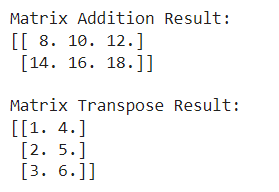 Matrix Addition Result:
[[ 8. 10. 12.]
 [14. 16. 18.]]

Matrix Transpose Result:
[[1. 4.]
 [2. 5.]
 [3. 6.]]